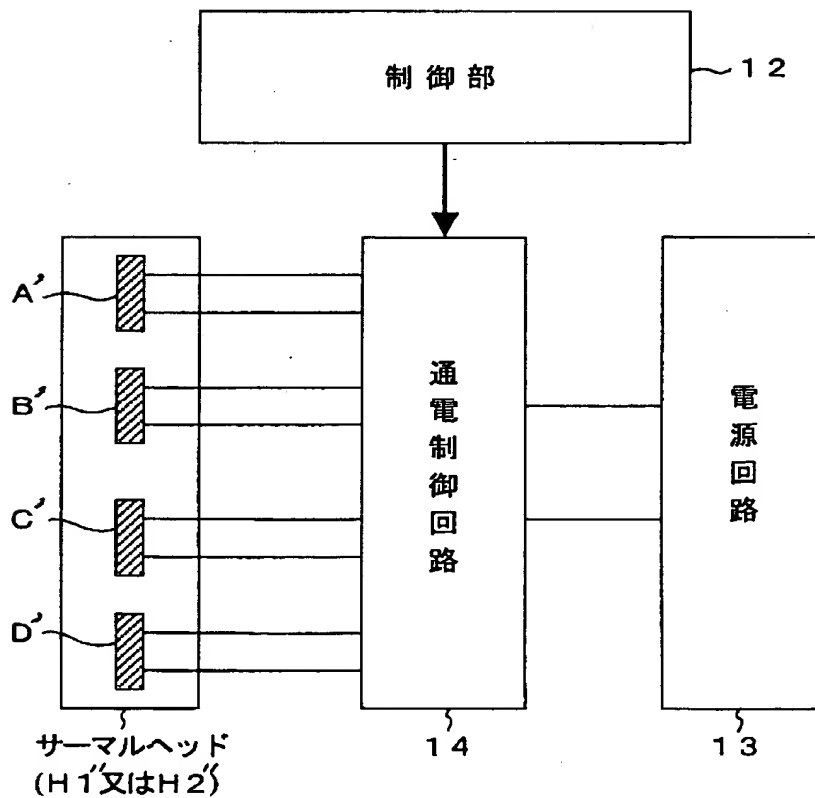 制御部
12
A'
B'
C'
D'
通電制御回路
電源回路
サーマルヘッド
(H1"又はH2")
14
13